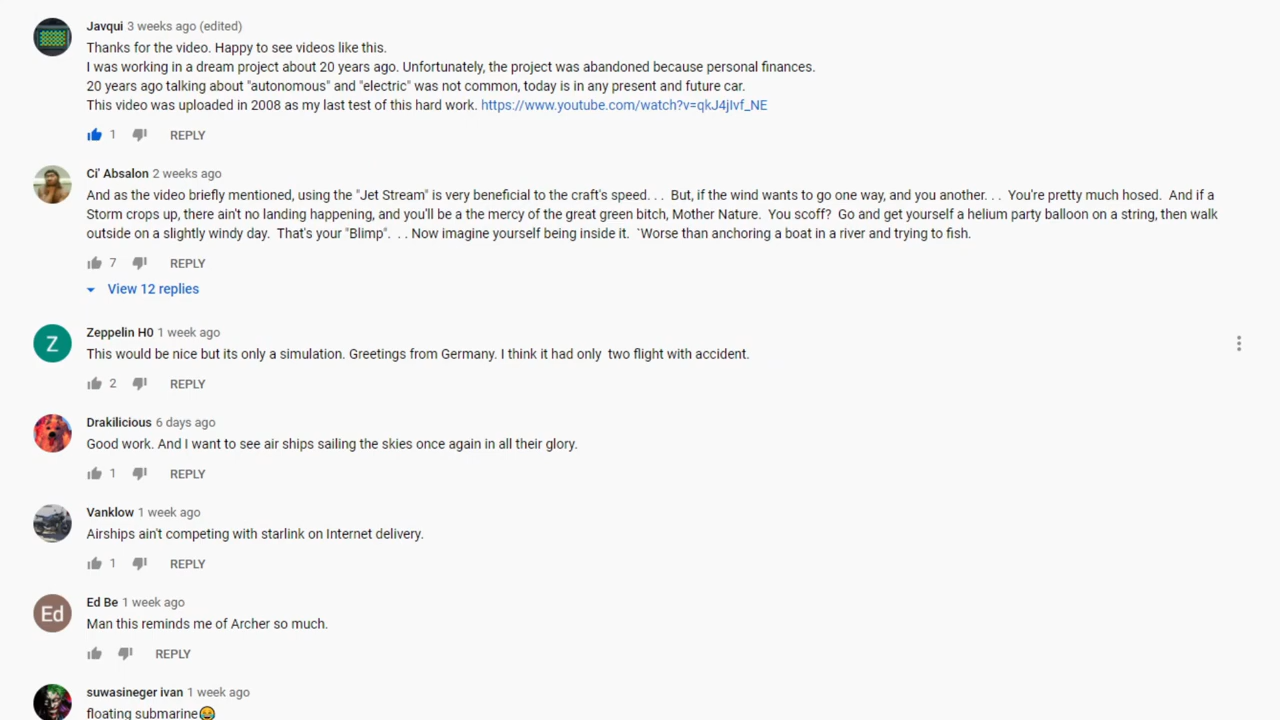 Javqui 3 weeks ago (edited)
Thanks for the video. Happy to see videos like this.
I was working in a dream project about 20 years ago. Unfortunately, the project was abandoned because personal finances.
20 years ago talking about "autonomous" and "electric" was not common, today is in any present and future car.
This video was uploaded in 2008 as my last test of this hard work. https://www.youtube.com/watch?v=qkJ4jIvf_NE
1 REPLY
Ci' Absalon 2 weeks ago
And as the video briefly mentioned, using the "Jet Stream" is very beneficial to the craft's speed. . .  But, if the wind wants to go one way, and you another. . .  You're pretty much hosed.  And if a
Storm crops up, there ain't no landing happening, and you'll be a the mercy of the great green bitch, Mother Nature.  You scoff?  Go and get yourself a helium party balloon on a string, then walk
outside on a slightly windy day.  That's your "Blimp".  . . Now imagine yourself being inside it.  `Worse than anchoring a boat in a river and trying to fish.
7 REPLY
View 12 replies
Z
Zeppelin H0 1 week ago
This would be nice but its only a simulation. Greetings from Germany. I think it had only  two flight with accident.
2 REPLY
Drakilicious 6 days ago
Good work. And I want to see air ships sailing the skies once again in all their glory.
1 REPLY
Vanklow 1 week ago
Airships ain't competing with starlink on Internet delivery.
1 REPLY
Ed
Ed Be 1 week ago
Man this reminds me of Archer so much.
REPLY
suwasineger ivan 1 week ago
floating submarine😂